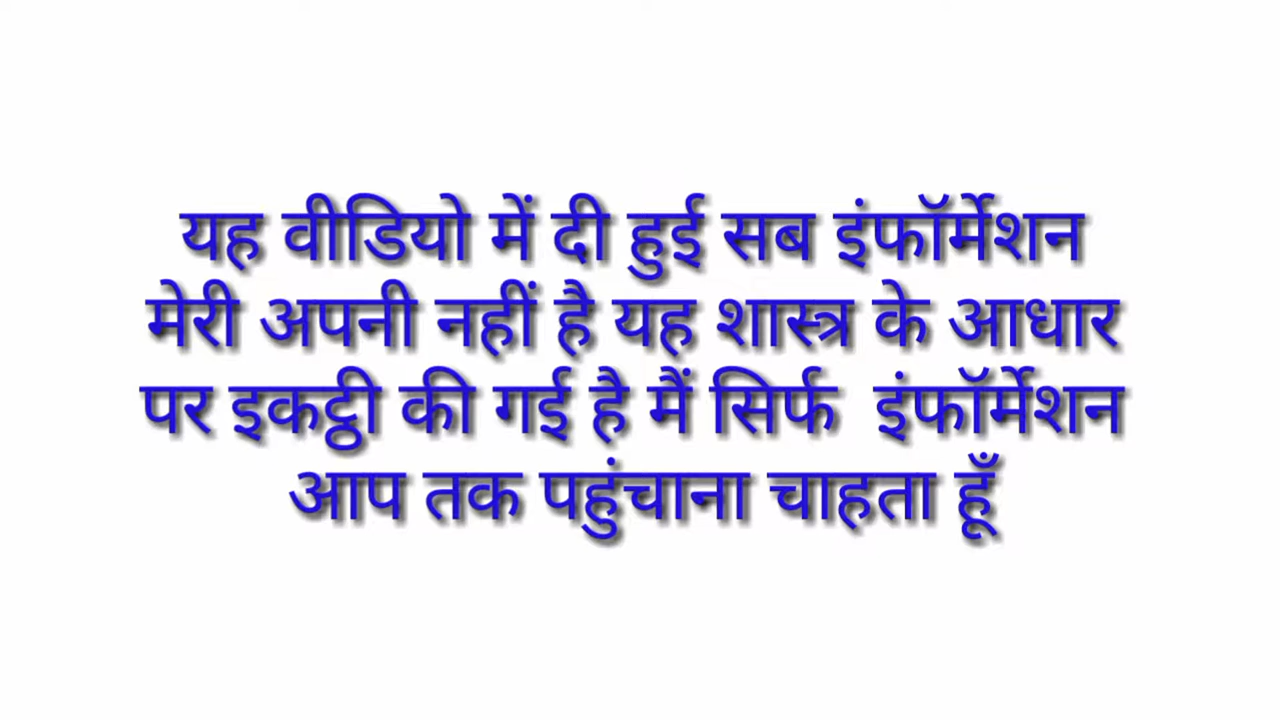 यह वीडियो में दी हुई सब इंफॉर्मेशन
मेरी अपनी नहीं है यह शास्त्र के आधार
पर इकट्ठी की गई है मैं सिर्फ इंफॉर्मेशन
आप तक पहुंचाना चाहता हूँ